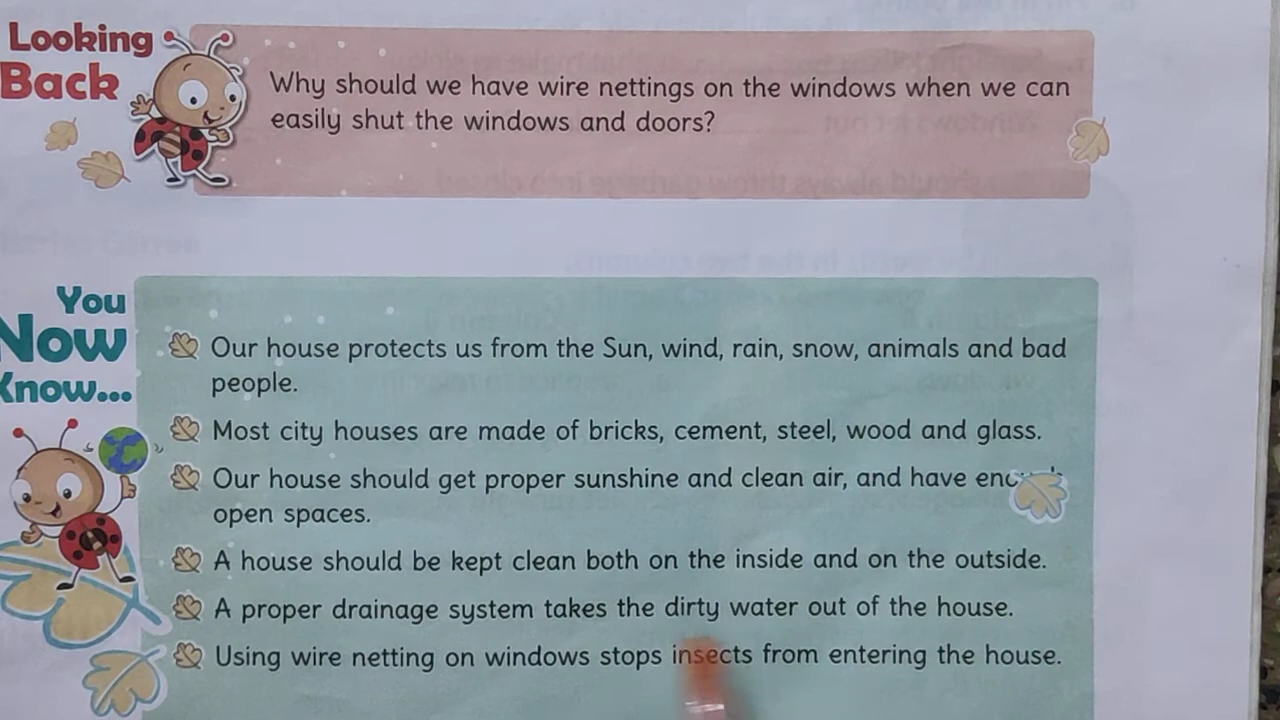 Looking
Back
Why should we have wire nettings on the windows when we can
easily shut the windows and doors?
You
Now
Know...
Our house protects us from the Sun, wind, rain, snow, animals and bad
people.
Most city houses are made of bricks, cement, steel, wood and glass.
Our house should get proper sunshine and clean air, and have
open spaces.
A house should be kept clean both on the inside and on the outside.
A proper drainage system takes the dirty water out of the house.
Using wire netting on windows stops insects from entering the house.